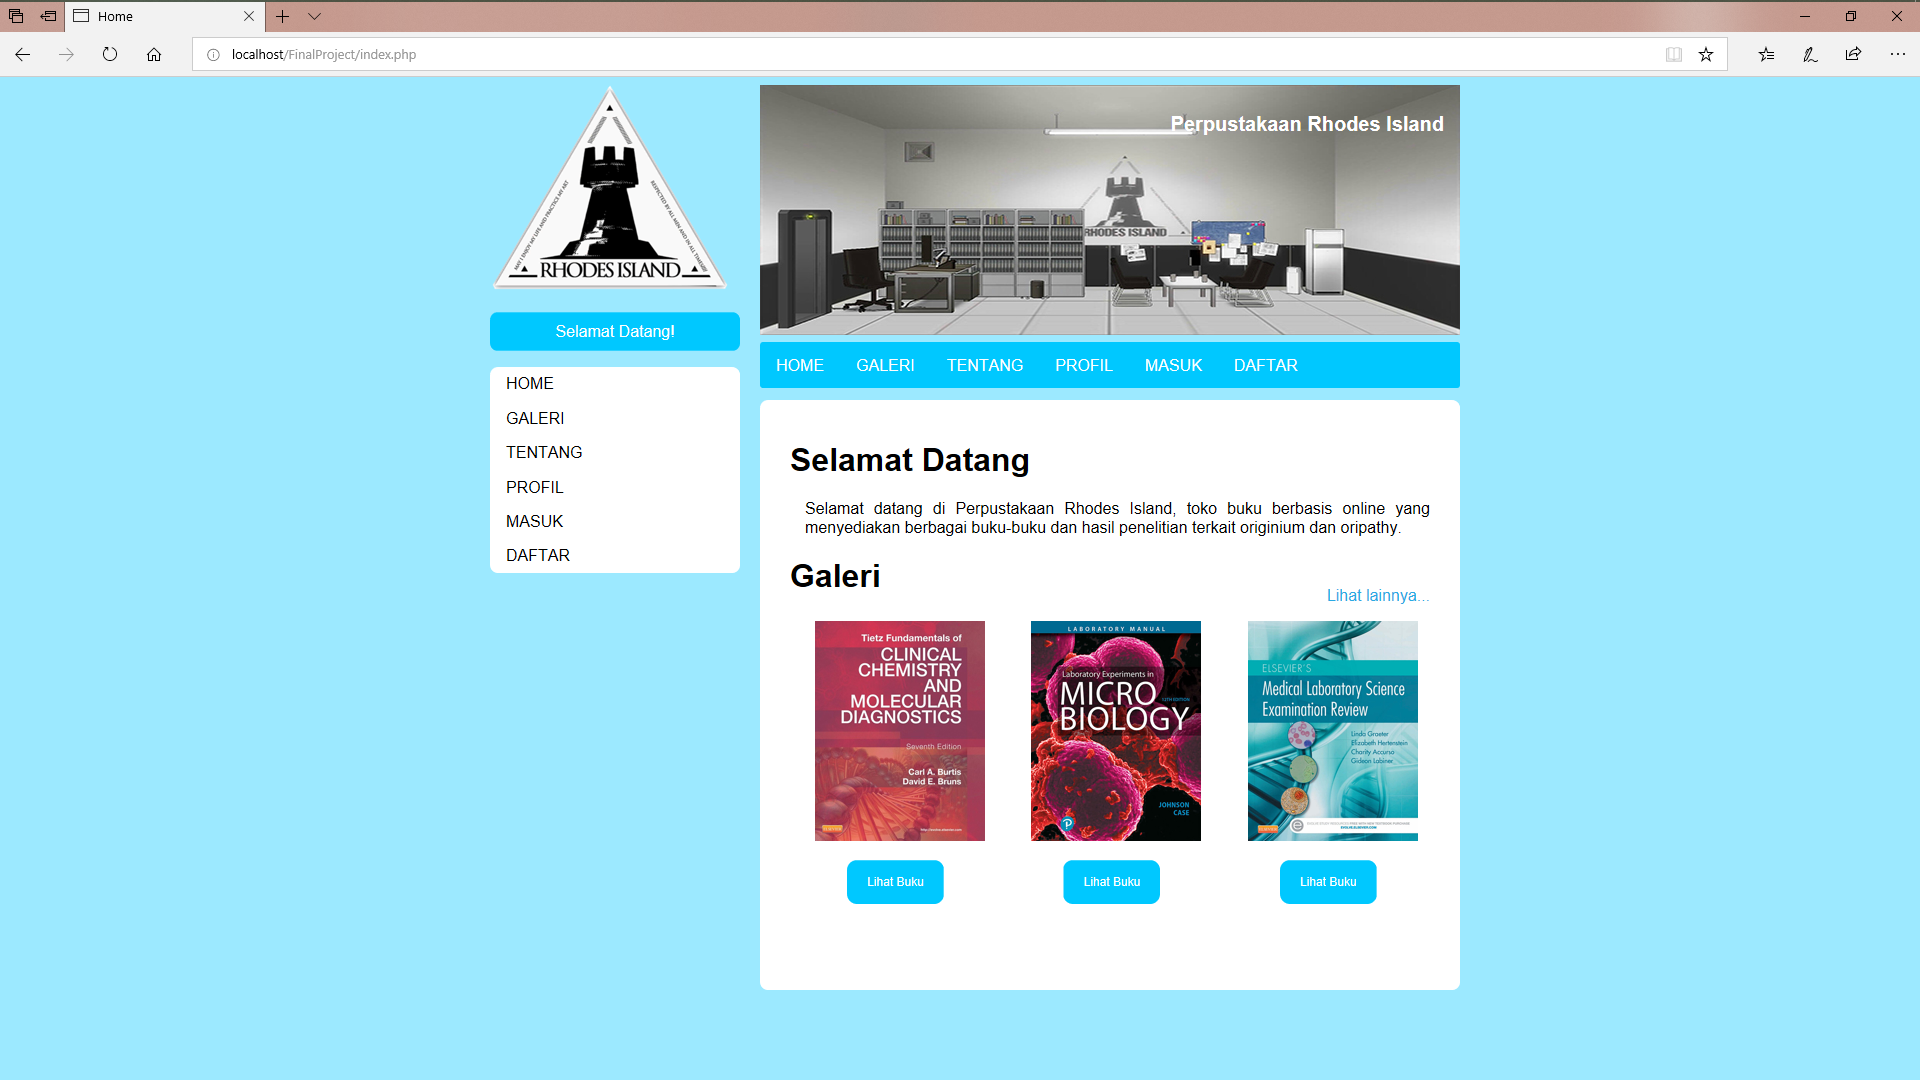 Home
localhost/FinalProject/index.php
RHODES ISLAND
Selamat Datang!
HOME
GALERI
TENTANG
PROFIL
MASUK
DAFTAR
Perpustakaan Rhodes Island
RHODES ISLAND
HOME GALERI TENTANG PROFIL MASUK DAFTAR
Selamat Datang
Selamat datang di Perpustakaan Rhodes Island, toko buku berbasis online yang
menyediakan berbagai buku-buku dan hasil penelitian terkait originium dan oripathy.
Galeri
Lihat lainnya...
Tietz Fundamentals of
CLINICAL
CHEMISTRY
AND
MOLECULAR
DIAGNOSTICS
Seventh Edition
Carl A. Burtis
David E. Bruns
LABORATORY MANUAL
Laboratory Experiments in
MICRO
BIOLOGY
12TH EDITION
JOHNSON
CASE
ELSEVIER'S
Medical Laboratory Science
Examination Review
Linda Graeter
Elizabeth Hertenstein
Charity Accurso
Gideon Labiner
Lihat Buku
Lihat Buku
Lihat Buku